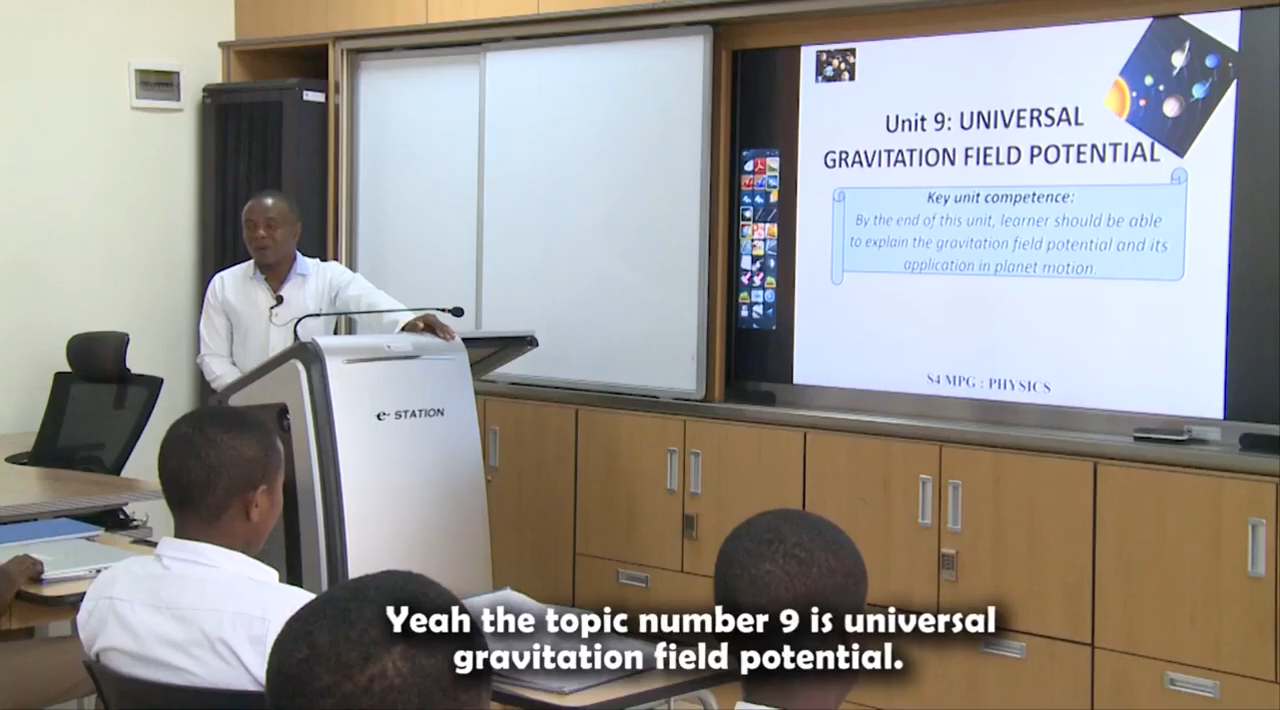 Unit 9: UNIVERSAL
GRAVITATION FIELD POTENTIAL
Key unit competence:
By the end of this unit, learner should be able
to explain the gravitation field potential and its
application in planet motion.
S4 MPG : PHYSICS
e-STATION
Yeah the topic number 9 is universal
gravitation field potential.